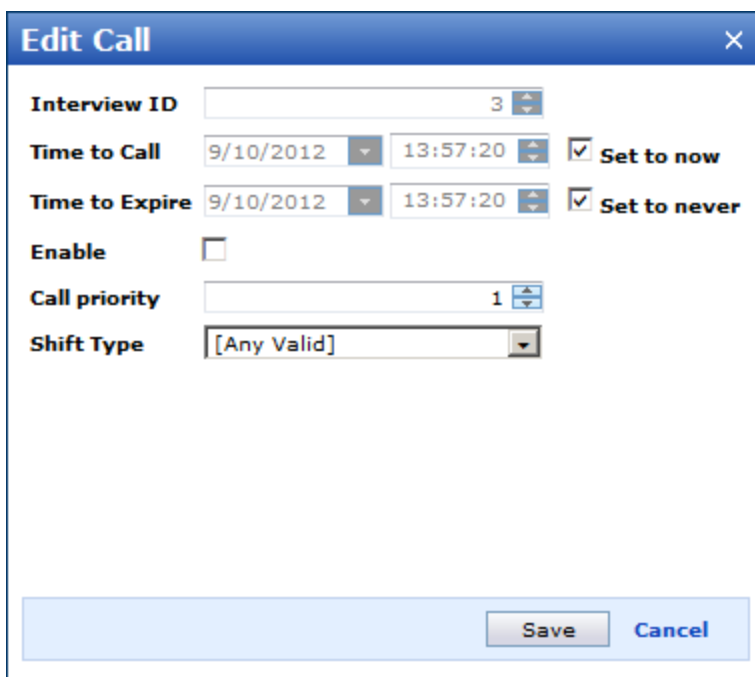 Edit Call
Interview ID 3
Time to Call 9/10/2012 13:57:20 Set to now
Time to Expire 9/10/2012 13:57:20 Set to never
Enable
Call priority 1
Shift Type [Any Valid]
Save Cancel